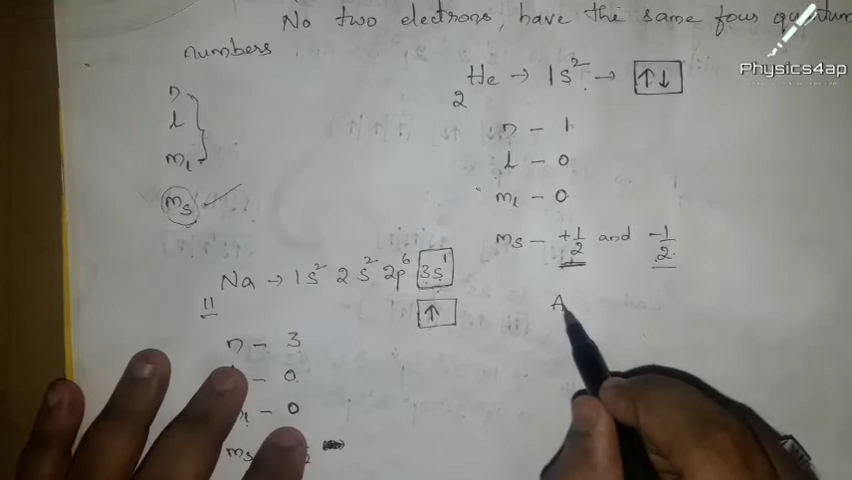 No two electrons, have the same four quantum
numbers
Physics4ap
n
l
ml
ms
He → 1s² → ↑↓
2
n - 1
l - 0
ml - 0
ms - +1/2 and -1/2
Na → 1s² 2s² 2p⁶ 3s¹
11
↑
n - 3
- 0
- 0
ms
A